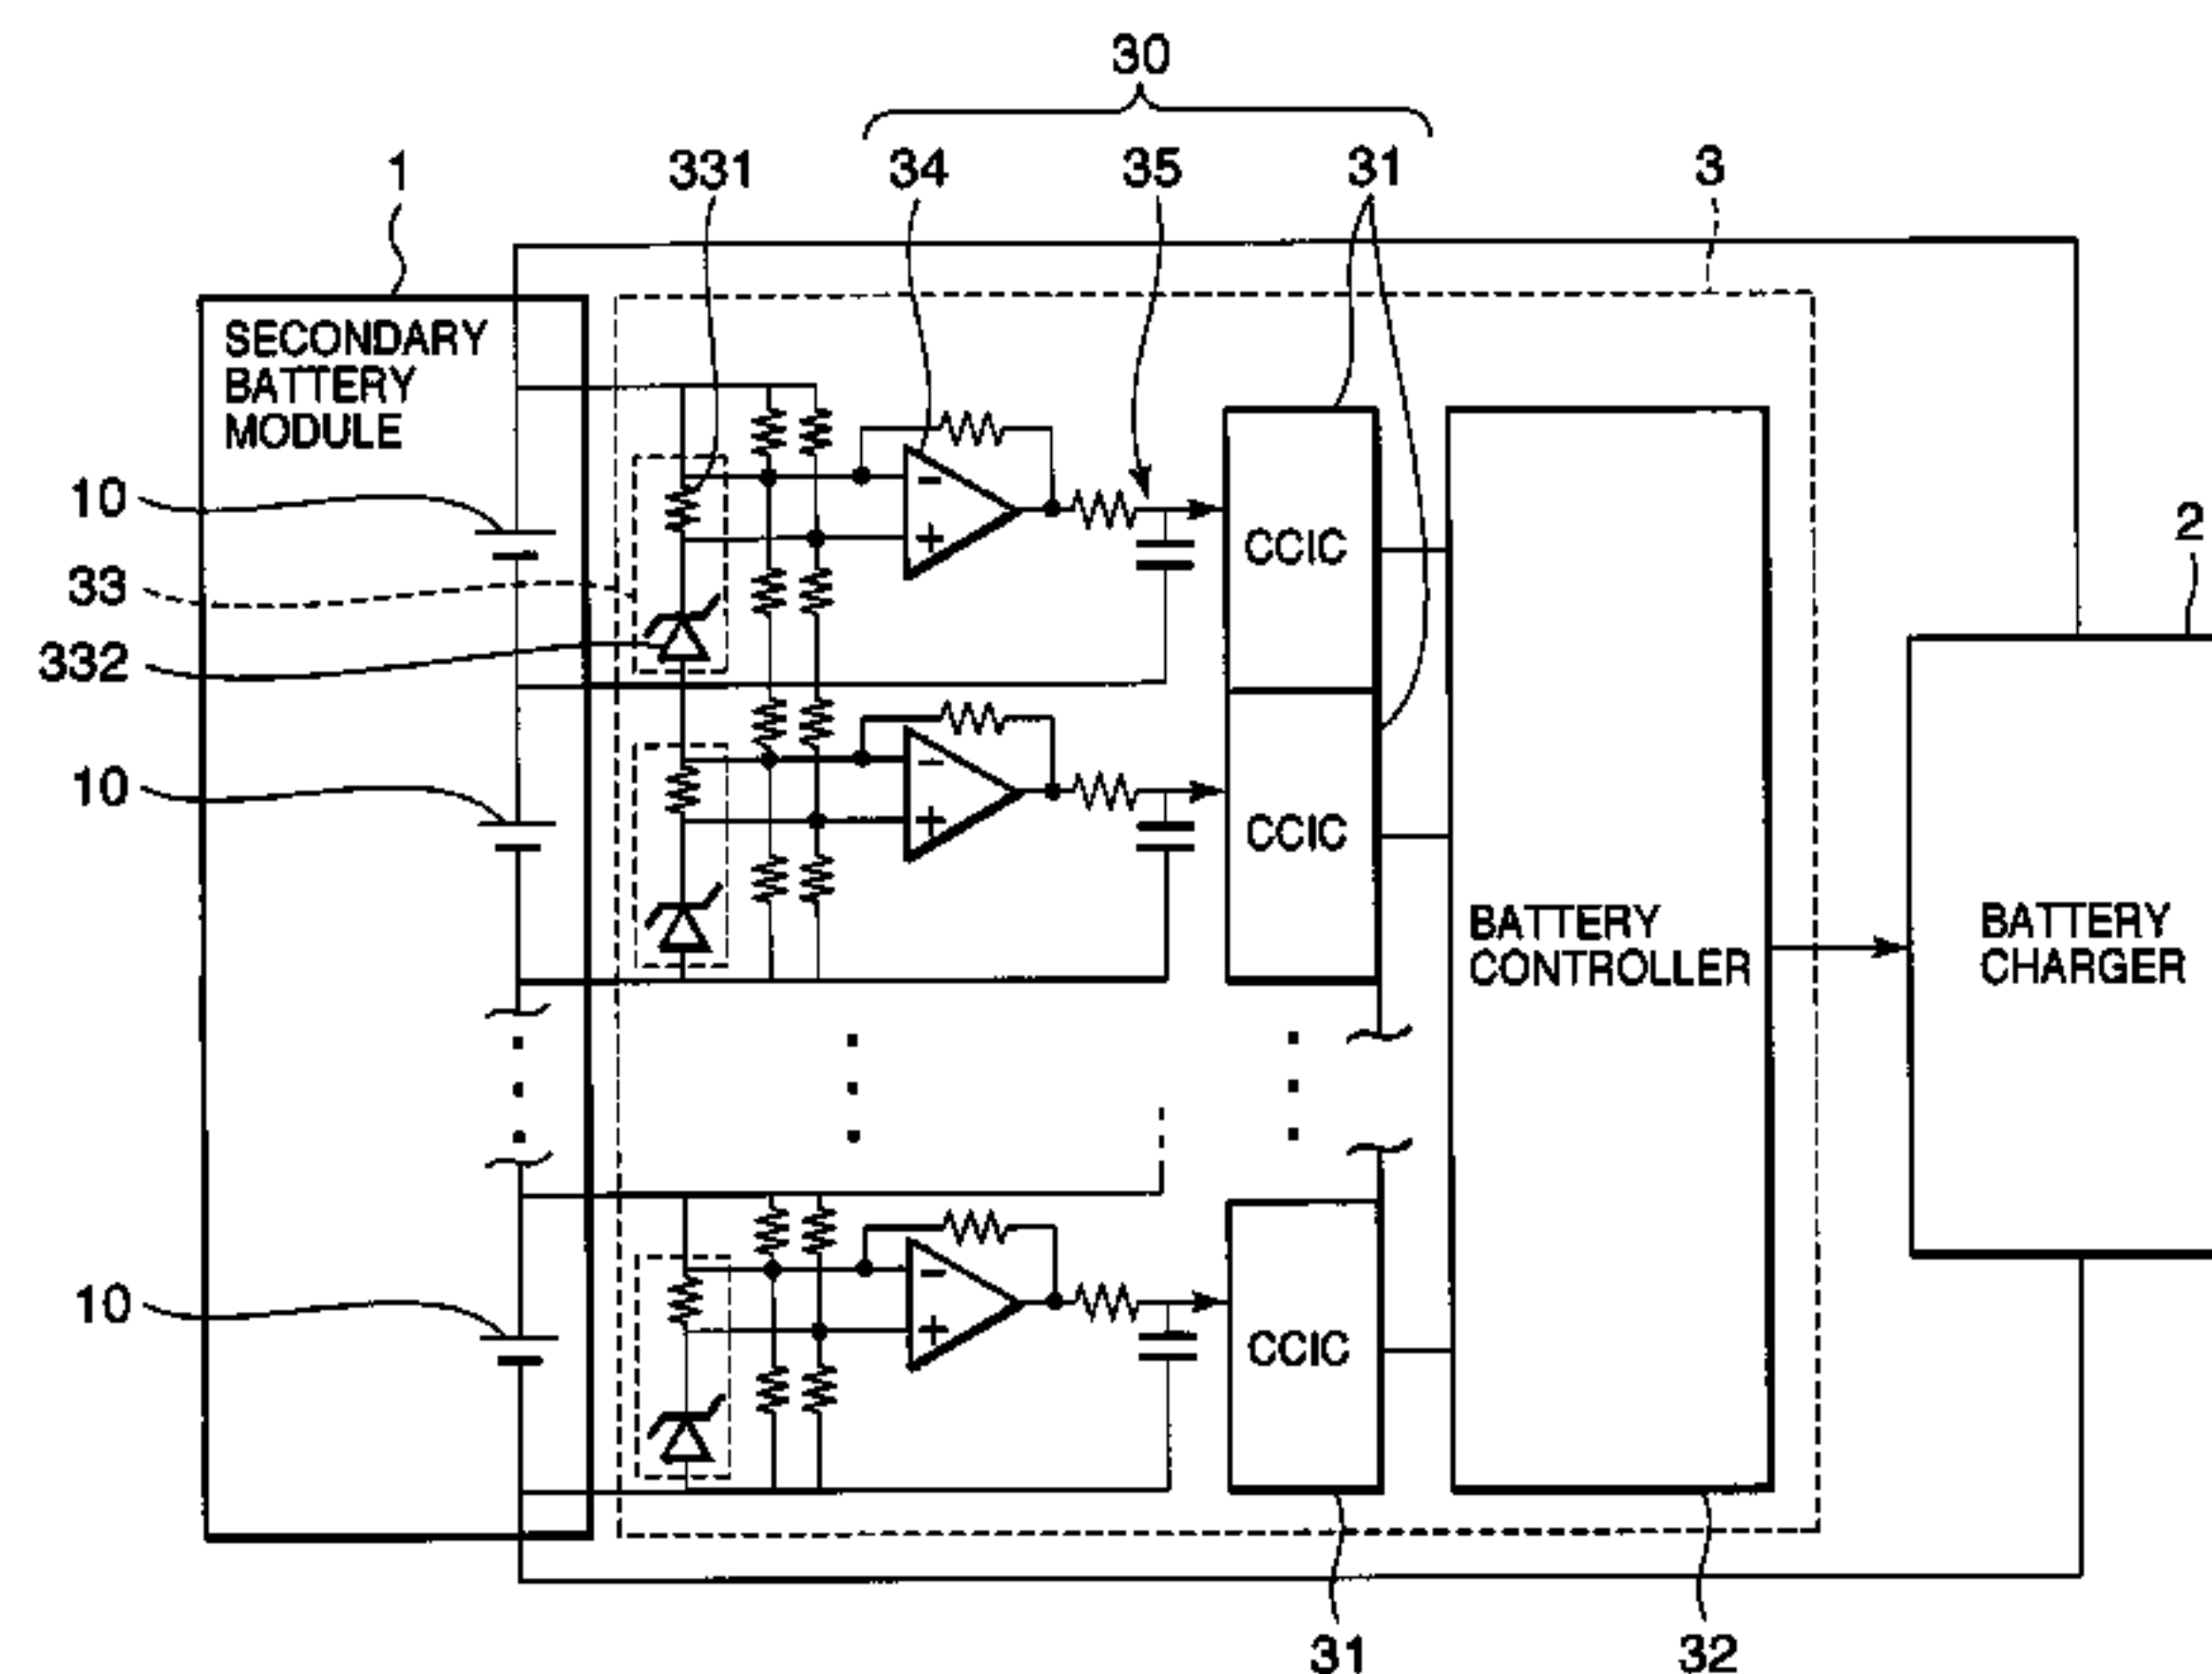 30
1
331
34
35
31
3
SECONDARY
BATTERY
MODULE
10
33
332
10
10
-
+
-
+
-
+
CCIC
CCIC
CCIC
BATTERY
CONTROLLER
2
BATTERY
CHARGER
31
32